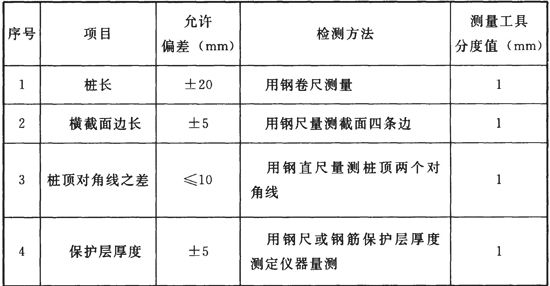 序号 项目 允许偏差（mm） 检测方法 测量工具分度值（mm）
1 桩长 ±20 用钢卷尺测量 1
2 横截面边长 ±5 用钢尺量测截面四条边 1
3 桩顶对角线之差 ≤10 用钢直尺量测桩顶两个对角线 1
4 保护层厚度 ±5 用钢尺或钢筋保护层厚度测定仪器量测 1